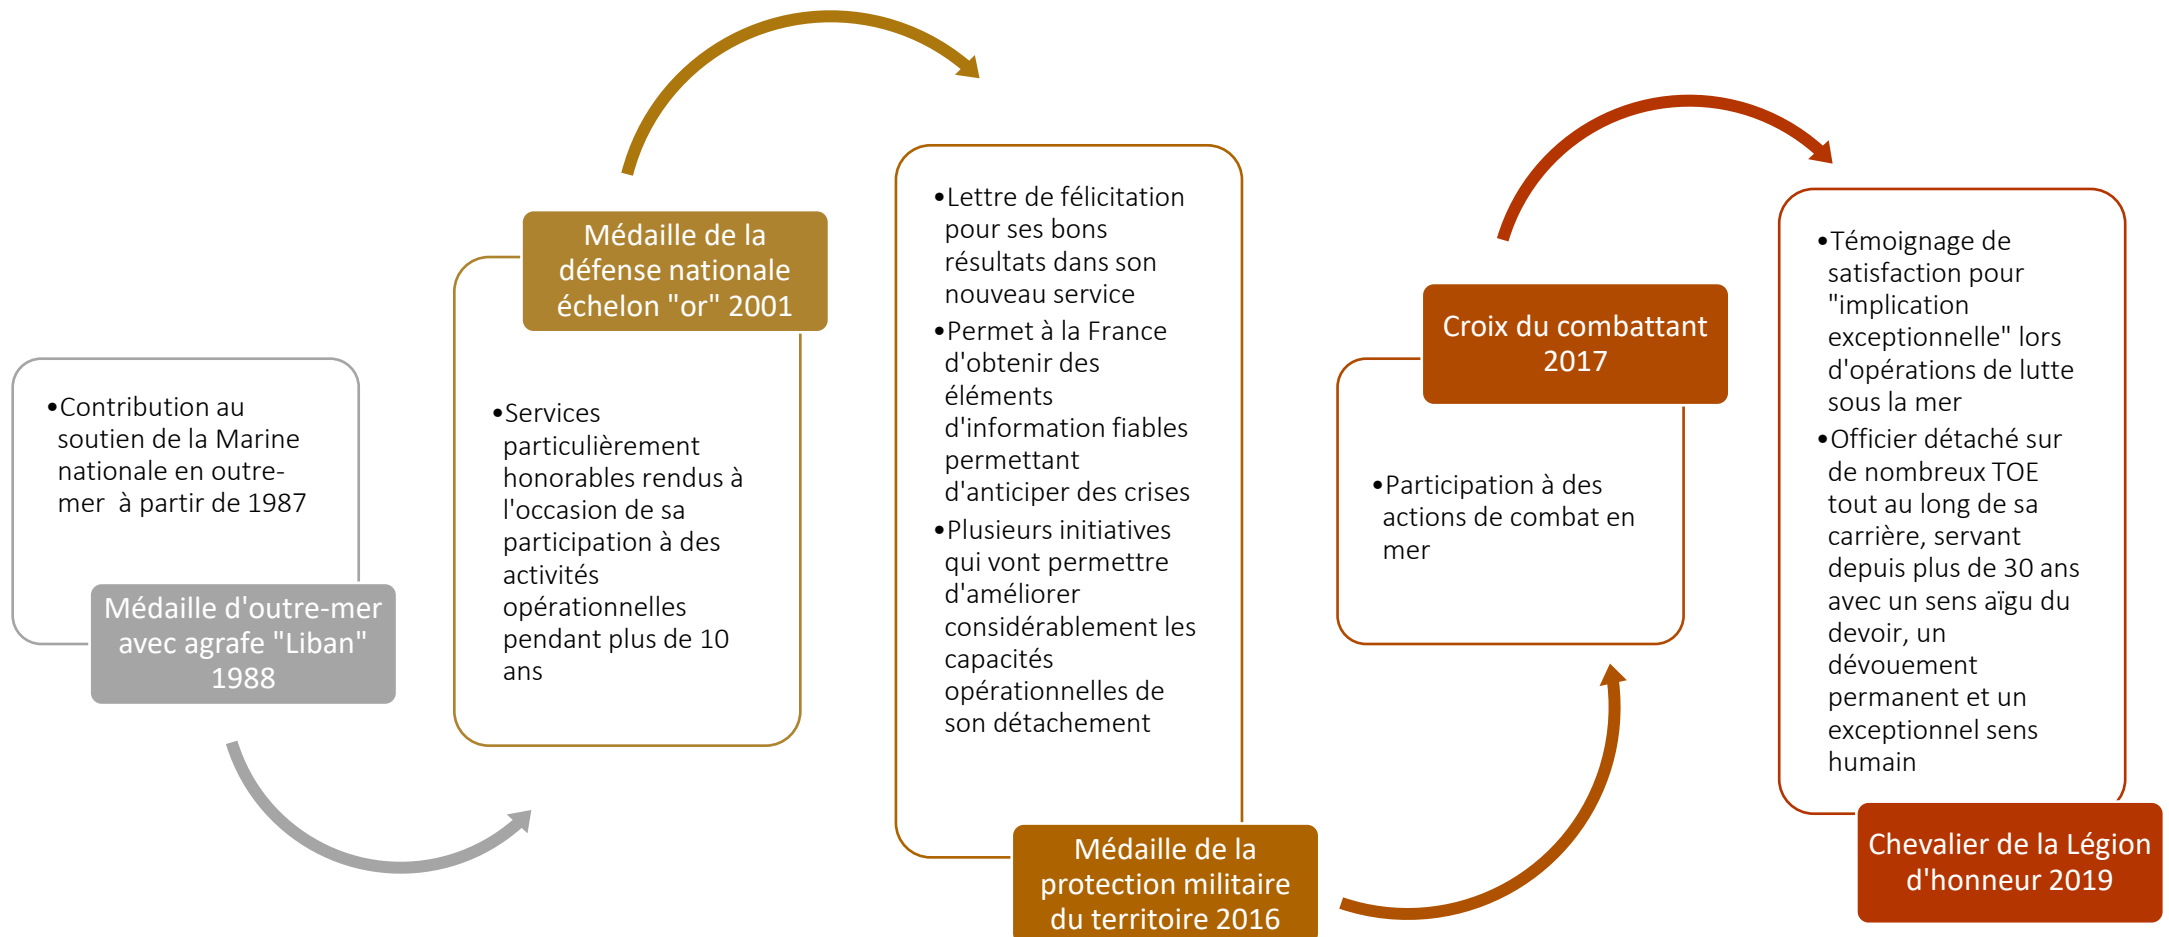 •Contribution au
soutien de la Marine
nationale en outre-
mer à partir de 1987
Médaille d'outre-mer
avec agrafe "Liban"
1988
Médaille de la
défense nationale
échelon "or" 2001
•Services
particulièrement
honorables rendus à
l'occasion de sa
participation à des
activités
opérationnelles
pendant plus de 10
ans
•Lettre de félicitation
pour ses bons
résultats dans son
nouveau service
•Permet à la France
d'obtenir des
éléments
d'information fiables
permettant
d'anticiper des crises
•Plusieurs initiatives
qui vont permettre
d'améliorer
considérablement les
capacités
opérationnelles de
son détachement
Médaille de la
protection militaire
du territoire 2016
Croix du combattant
2017
•Participation à des
actions de combat en
mer
•Témoignage de
satisfaction pour
"implication
exceptionnelle" lors
d'opérations de lutte
sous la mer
•Officier détaché sur
de nombreux TOE
tout au long de sa
carrière, servant
depuis plus de 30 ans
avec un sens aïgu du
devoir, un
dévouement
permanent et un
exceptionnel sens
humain
Chevalier de la Légion
d'honneur 2019